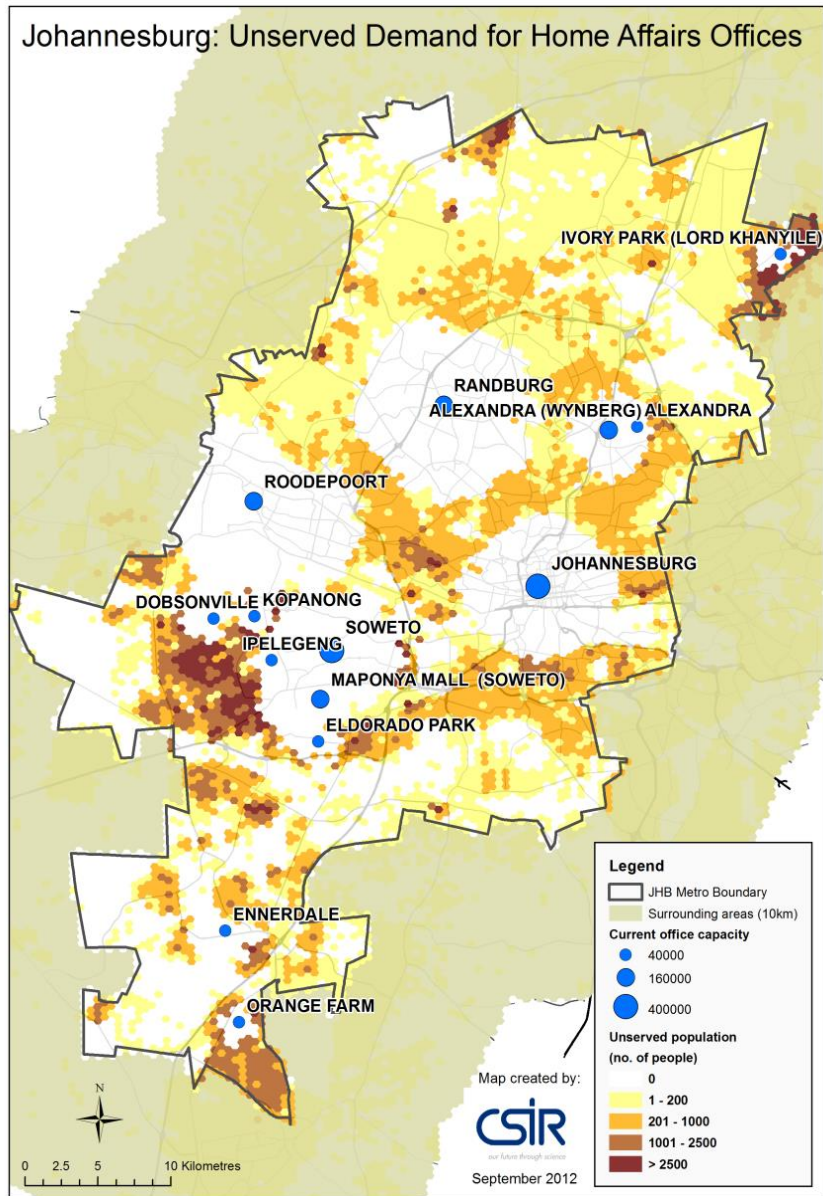 Johannesburg: Unserved Demand for Home Affairs Offices
IVORY PARK (LORD KHANYILE)
RANDBURG
ALEXANDRA (WYNBERG)
ALEXANDRA
ROODEPOORT
JOHANNESBURG
DOBSONVILLE
KOPANONG
SOWETO
IPELEGENG
MAPONYA MALL (SOWETO)
ELDORADO PARK
ENNERDALE
ORANGE FARM
Legend
JHB Metro Boundary
Surrounding areas (10km)
Current office capacity
40000
160000
400000
Unserved population
(no. of people)
0
1 - 200
201 - 1000
1001 - 2500
> 2500
Map created by:
CSIR
our future through science
September 2012
N
0 2.5 5 10 Kilometres